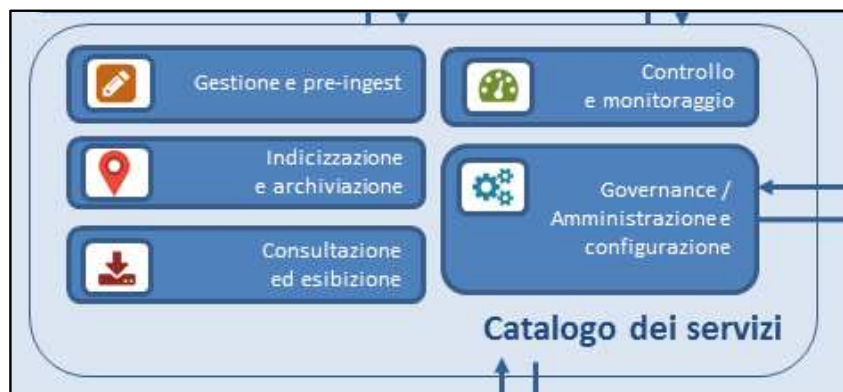 Gestione e pre-ingest
Indicizzazione
e archiviazione
Consultazione
ed esibizione
Controllo
e monitoraggio
Governance /
Amministrazione e
configurazione
Catalogo dei servizi